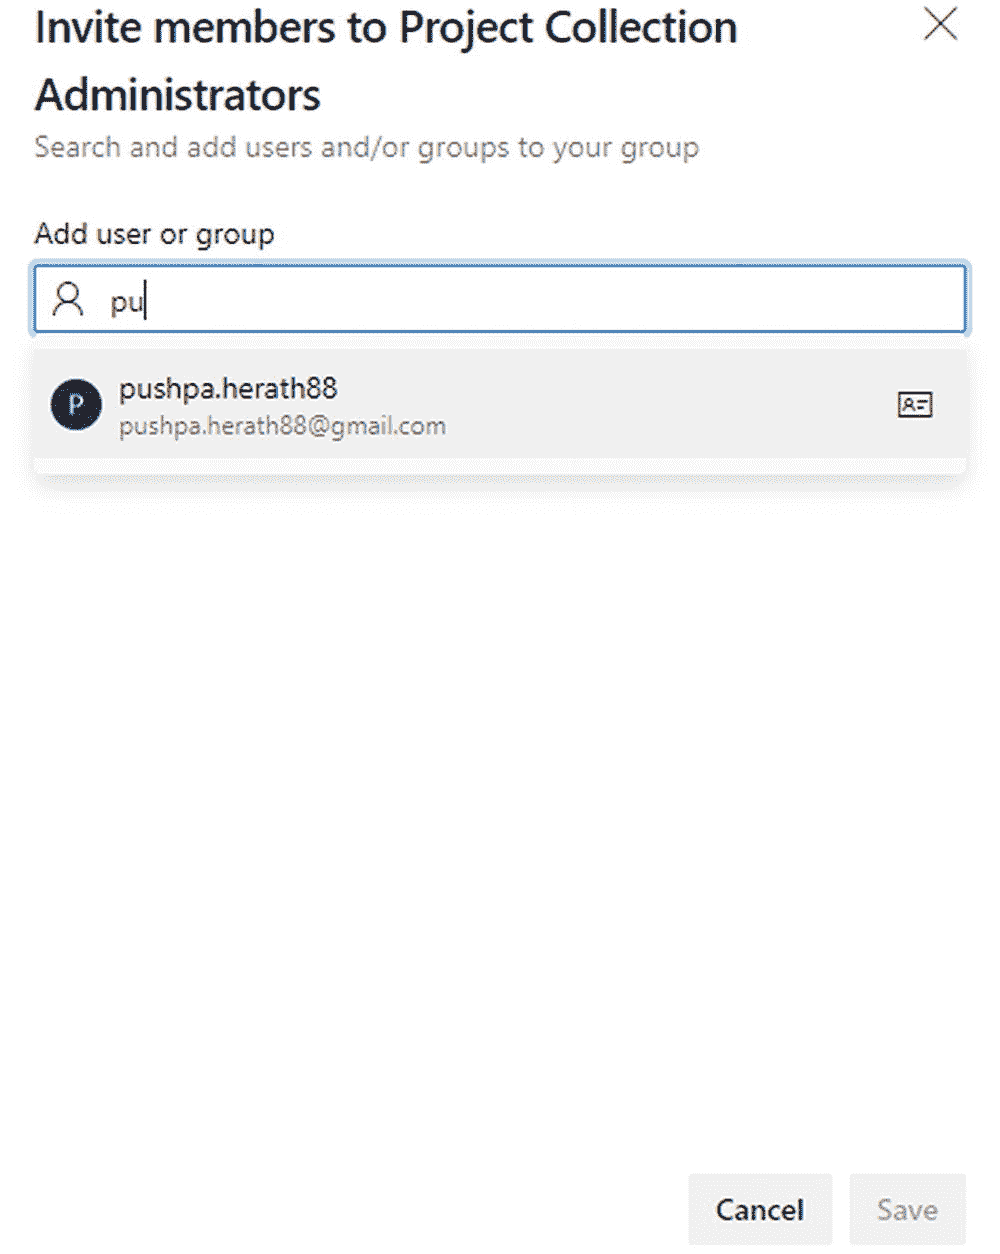 Invite members to Project Collection
Administrators
Search and add users and/or groups to your group
Add user or group
pu
P
pushpa.herath88
pushpa.herath88@gmail.com
Cancel
Save